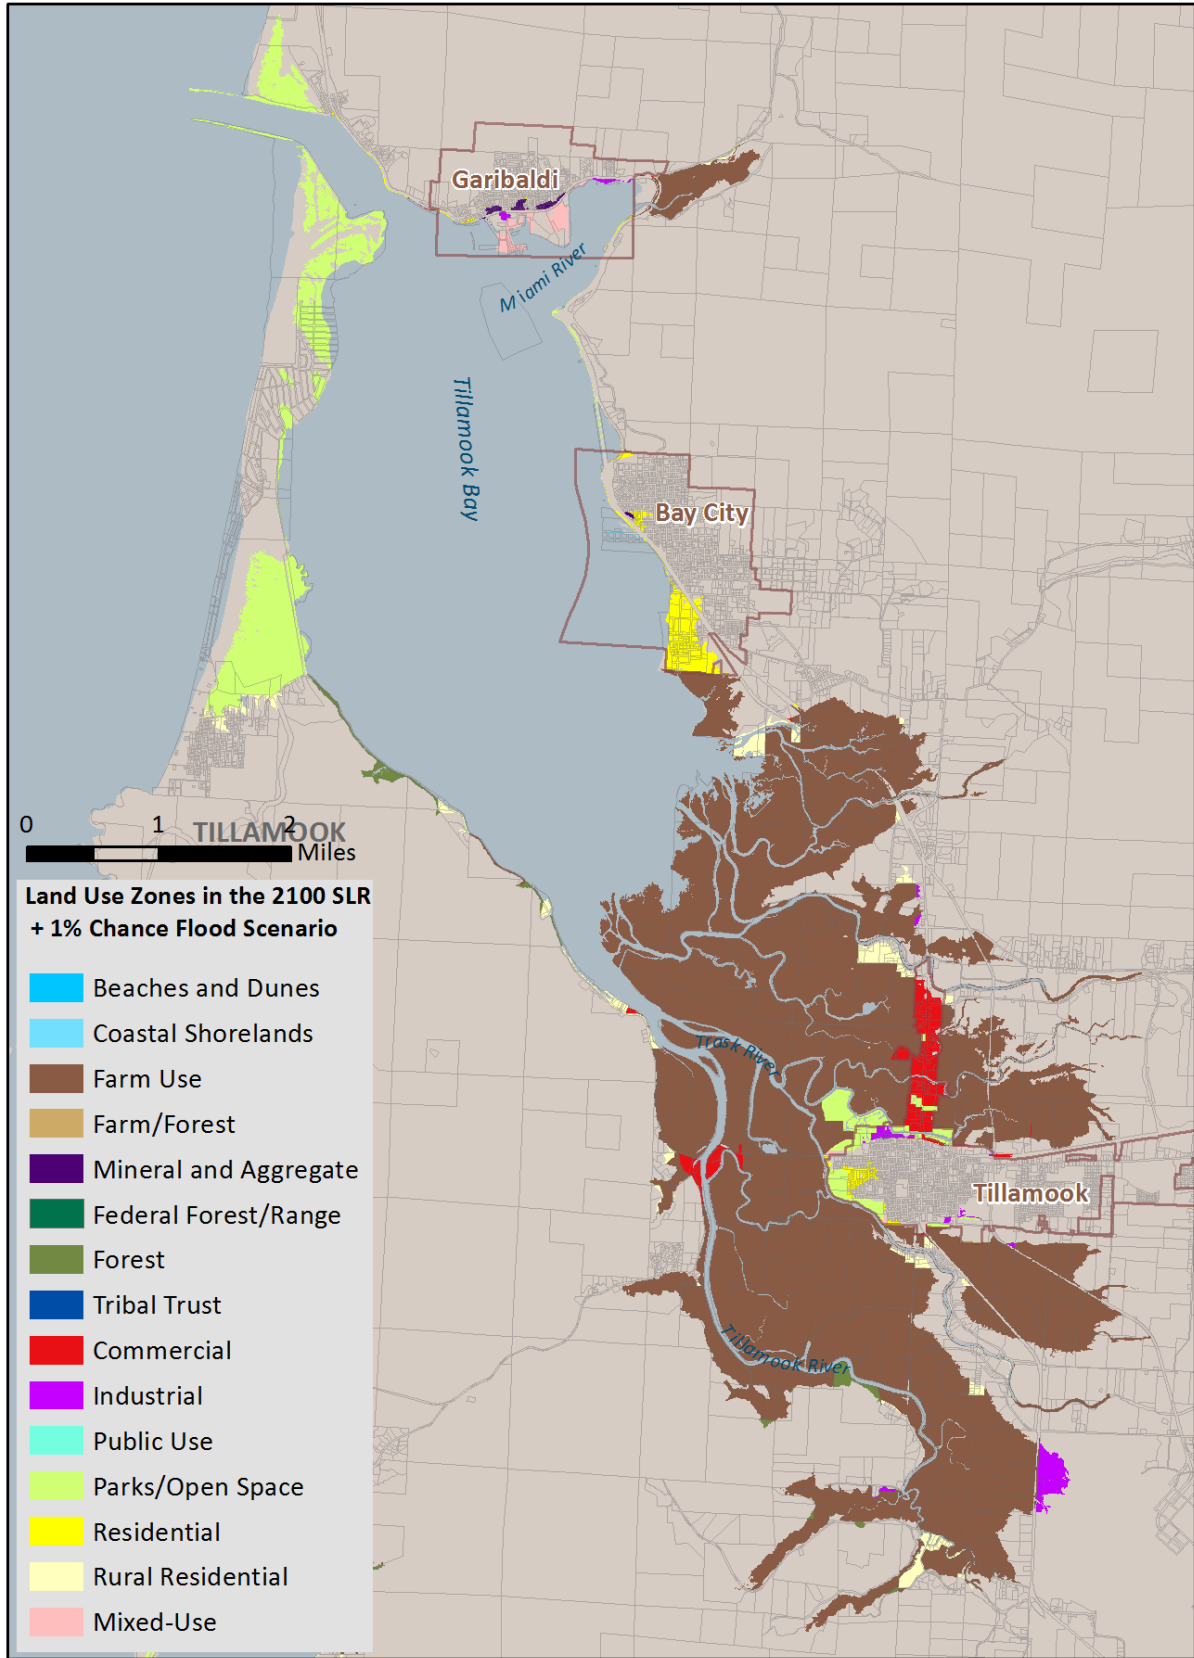 Garibaldi
Miami River
Tillamook Bay
Bay City
0 1 2
TILLAMOOK
Miles
Land Use Zones in the 2100 SLR
+ 1% Chance Flood Scenario
Beaches and Dunes
Coastal Shorelands
Farm Use
Farm/Forest
Mineral and Aggregate
Federal Forest/Range
Forest
Tribal Trust
Commercial
Industrial
Public Use
Parks/Open Space
Residential
Rural Residential
Mixed-Use
Trask River
Tillamook
Tillamook River